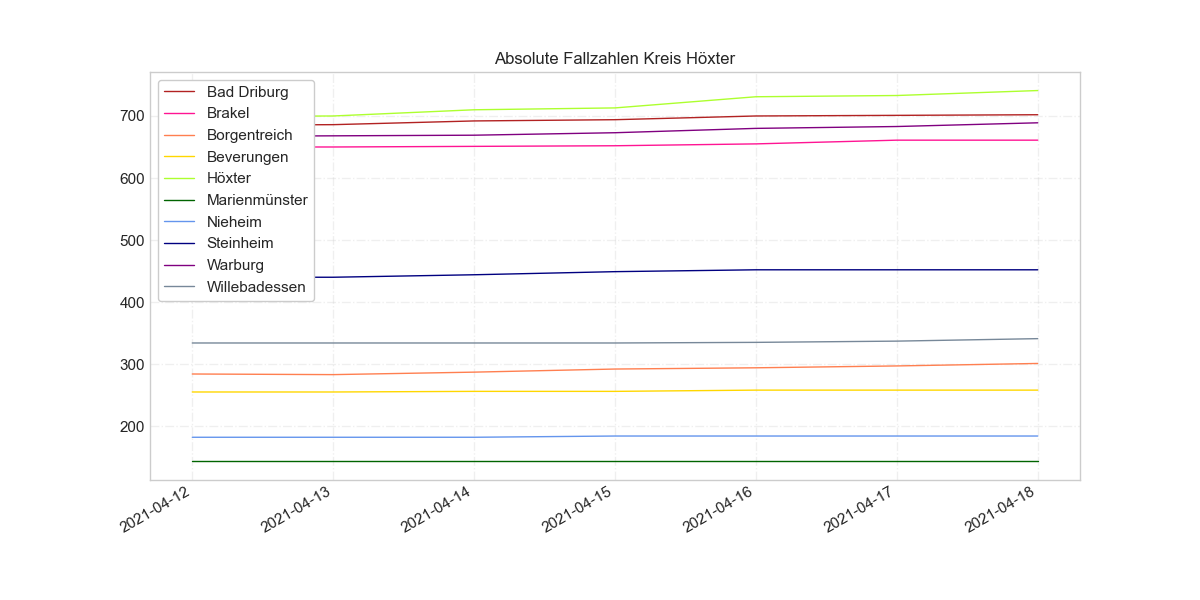 Absolute Fallzahlen Kreis Höxter
Bad Driburg
Brakel
Borgentreich
Beverungen
Höxter
Marienmünster
Nieheim
Steinheim
Warburg
Willebadessen
700
600
500
400
300
200
2021-04-12
2021-04-13
2021-04-14
2021-04-15
2021-04-16
2021-04-17
2021-04-18